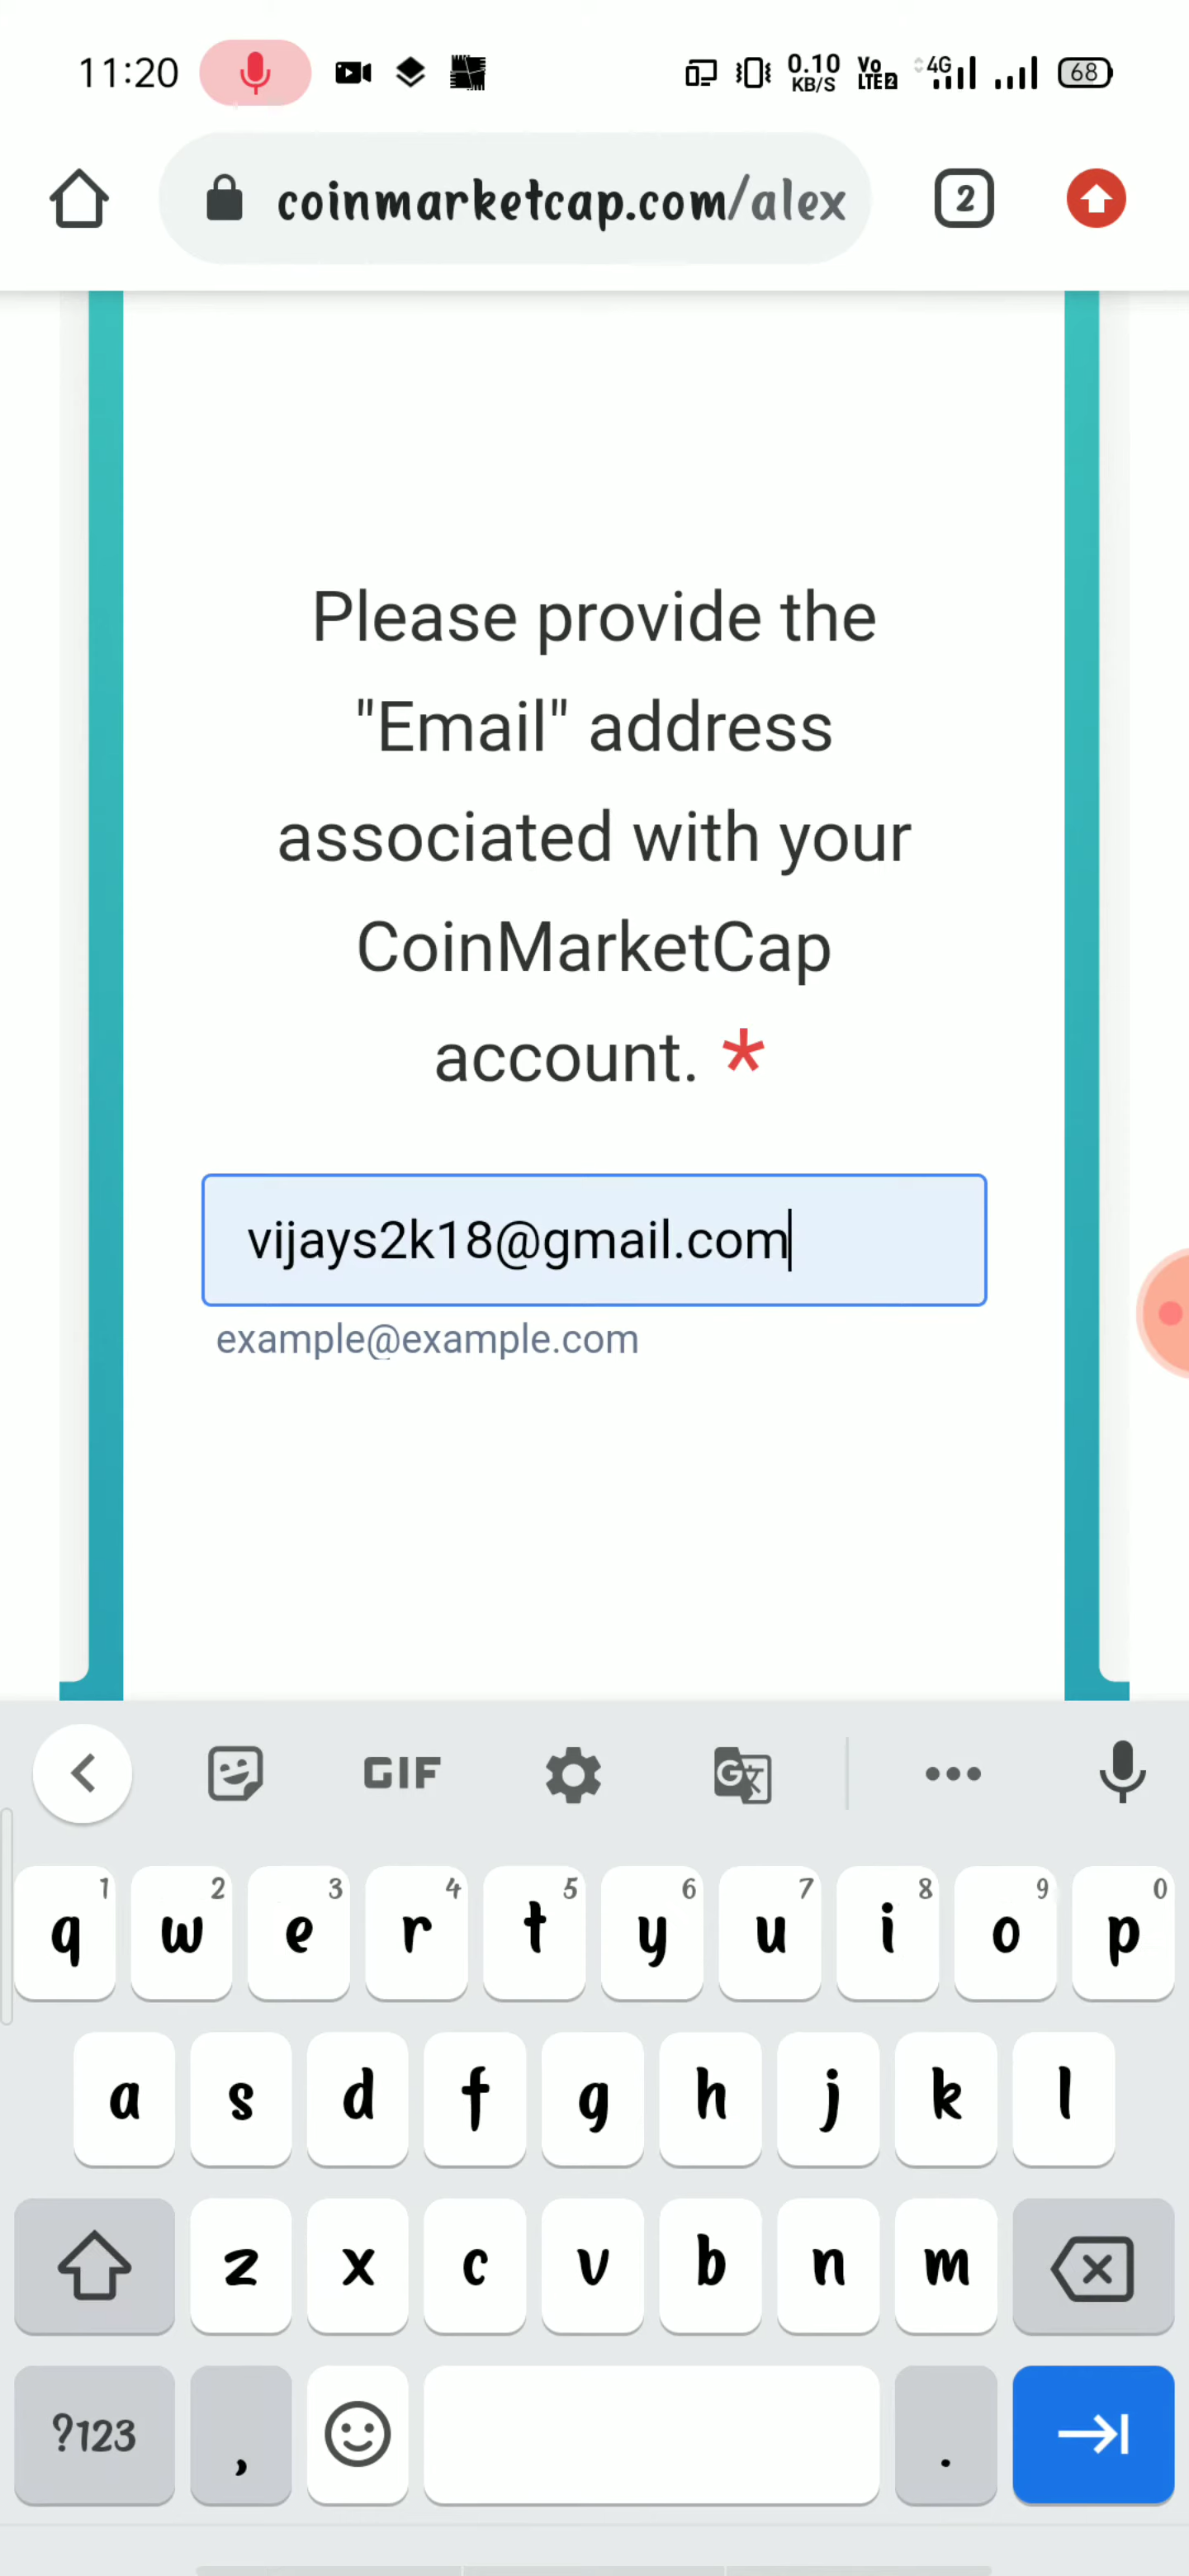 11:20 0.10 KB/S Vo LTE2 4G 68
coinmarketcap.com/alex 2
Please provide the
"Email" address
associated with your
CoinMarketCap
account. *
vijays2k18@gmail.com
example@example.com
GIF G文
1 2 3 4 5 6 7 8 9 0
q w e r t y u i o p
a s d f g h j k l
z x c v b n m
?123 , .